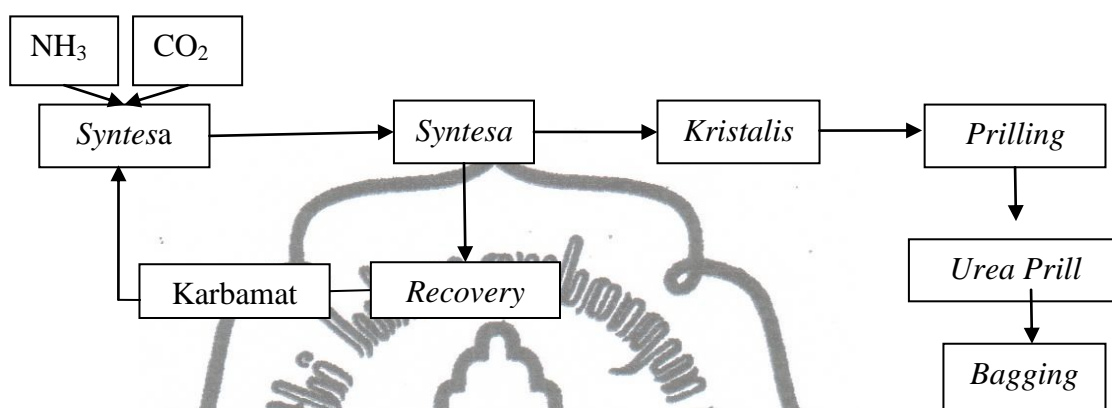 NH₃
CO₂
Syntesa
Syntesa
Kristalis
Prilling
Karbamat
Recovery
Urea Prill
Bagging